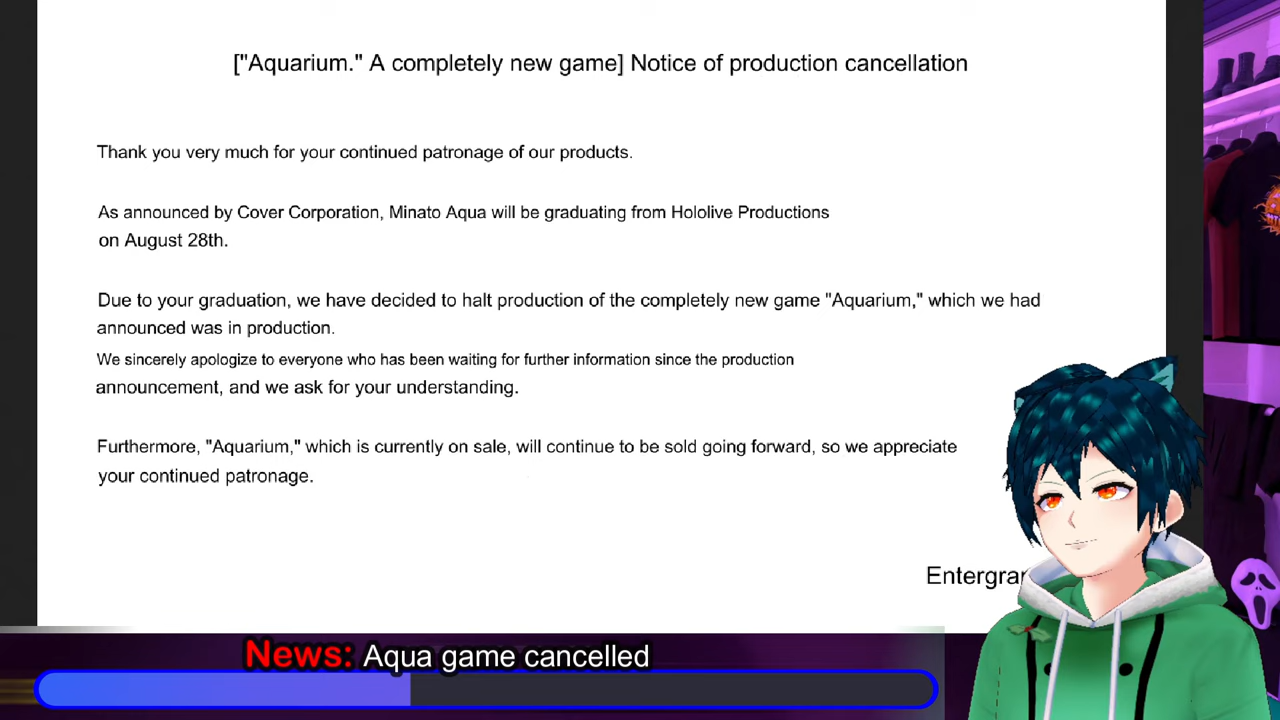 ["Aquarium." A completely new game] Notice of production cancellation
Thank you very much for your continued patronage of our products.
As announced by Cover Corporation, Minato Aqua will be graduating from Hololive Productions
on August 28th.
Due to your graduation, we have decided to halt production of the completely new game "Aquarium," which we had
announced was in production.
We sincerely apologize to everyone who has been waiting for further information since the production
announcement, and we ask for your understanding.
Furthermore, "Aquarium," which is currently on sale, will continue to be sold going forward, so we appreciate
your continued patronage.
News: Aqua game cancelled